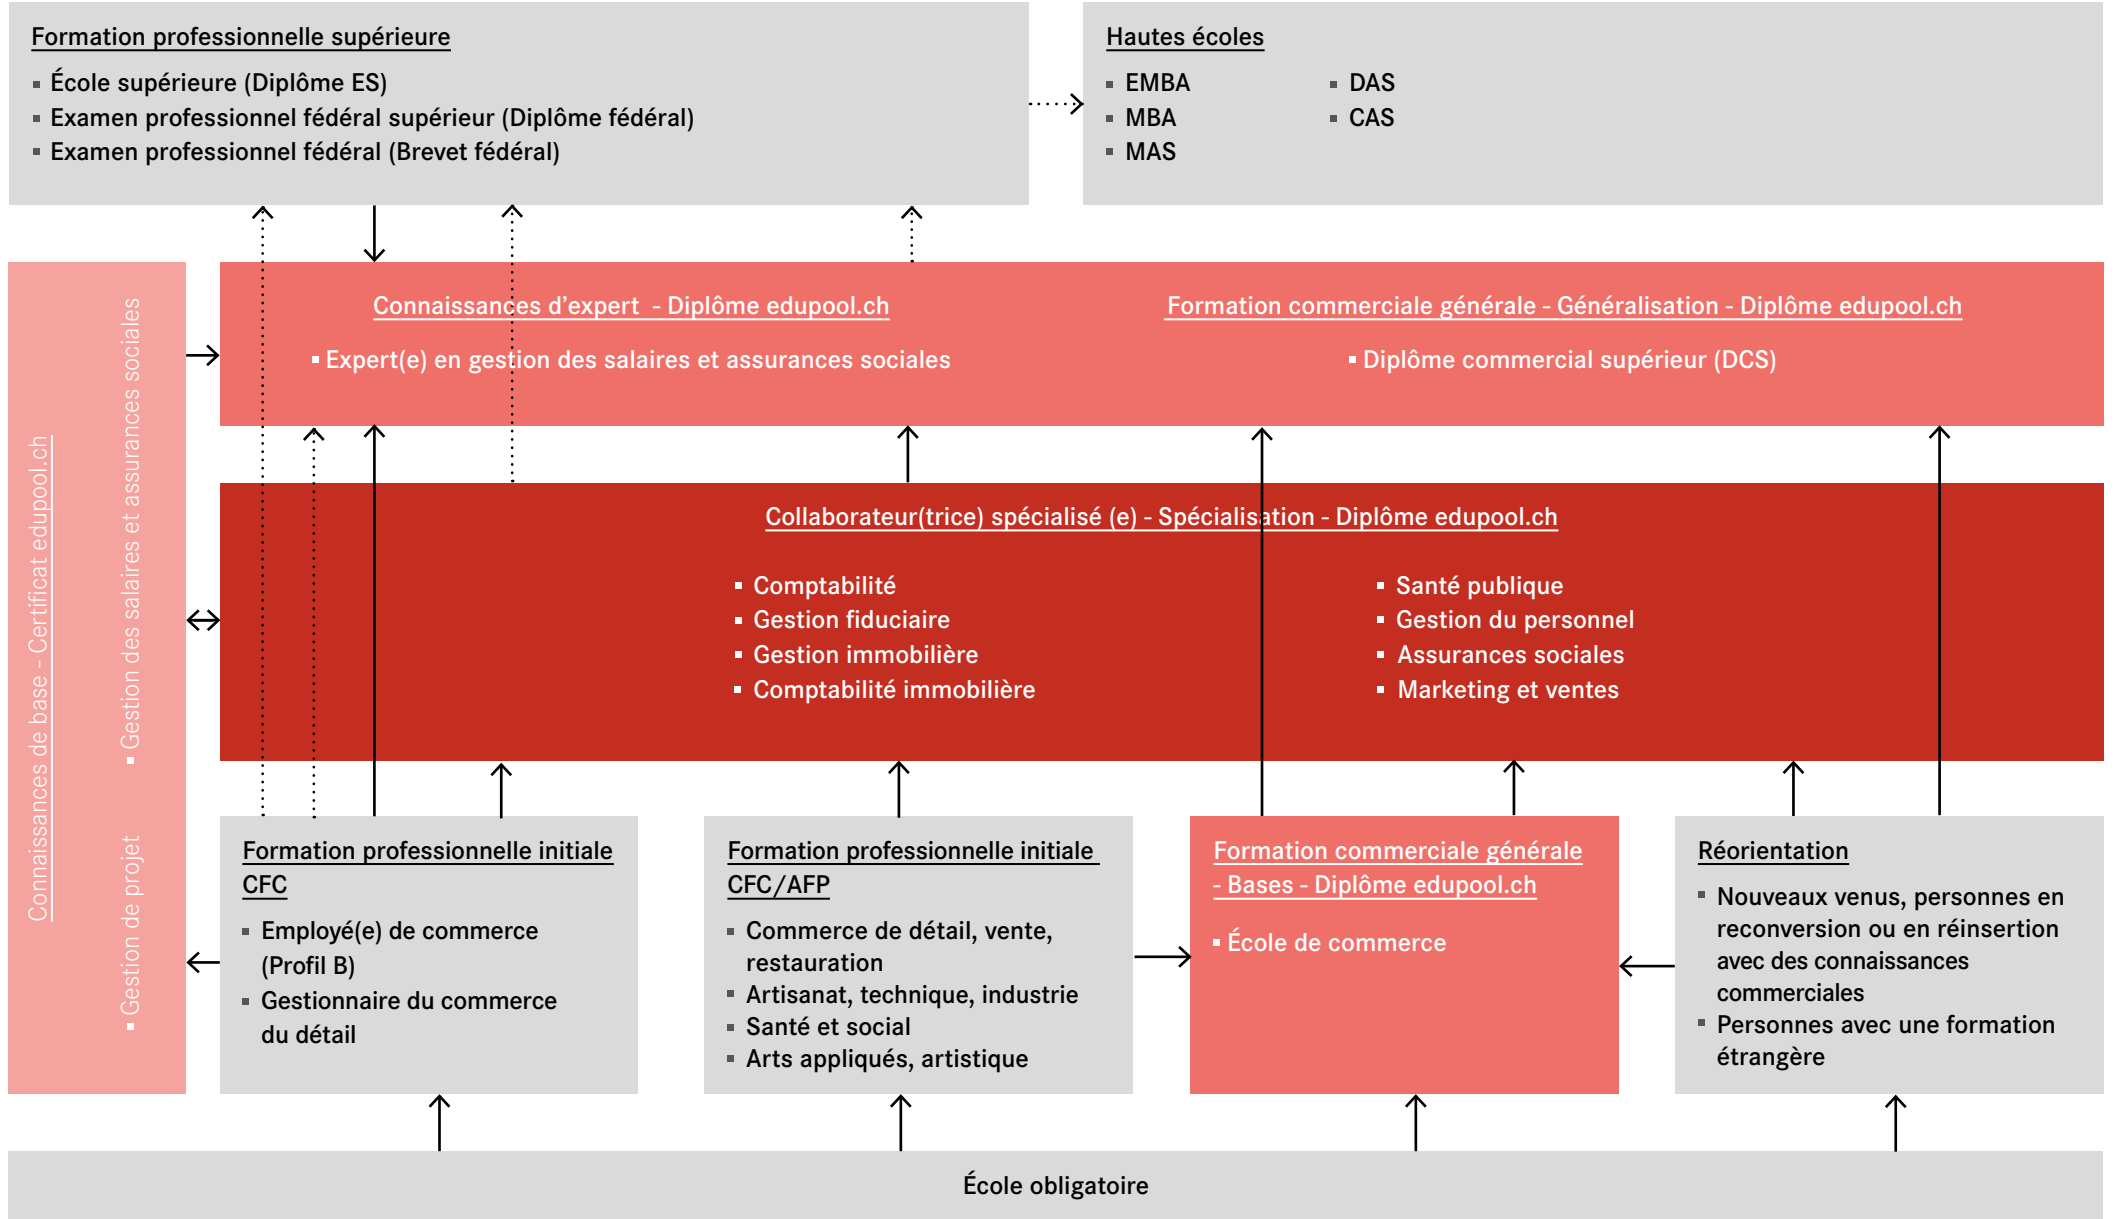 Formation professionnelle supérieure
▪ École supérieure (Diplôme ES)
▪ Examen professionnel fédéral supérieur (Diplôme fédéral)
▪ Examen professionnel fédéral (Brevet fédéral)
Hautes écoles
▪ EMBA
▪ MBA
▪ MAS
▪ DAS
▪ CAS
Connaissances de base - Certificat edupool.ch
▪ Gestion de projet
▪ Gestion des salaires et assurances sociales
Connaissances d’expert - Diplôme edupool.ch
▪ Expert(e) en gestion des salaires et assurances sociales
Formation commerciale générale - Généralisation - Diplôme edupool.ch
▪ Diplôme commercial supérieur (DCS)
Collaborateur(trice) spécialisé (e) - Spécialisation - Diplôme edupool.ch
▪ Comptabilité
▪ Gestion fiduciaire
▪ Gestion immobilière
▪ Comptabilité immobilière
▪ Santé publique
▪ Gestion du personnel
▪ Assurances sociales
▪ Marketing et ventes
Formation professionnelle initiale
CFC
▪ Employé(e) de commerce
(Profil B)
▪ Gestionnaire du commerce
du détail
Formation professionnelle initiale
CFC/AFP
▪ Commerce de détail, vente,
restauration
▪ Artisanat, technique, industrie
▪ Santé et social
▪ Arts appliqués, artistique
Formation commerciale générale
- Bases - Diplôme edupool.ch
▪ École de commerce
Réorientation
▪ Nouveaux venus, personnes en
reconversion ou en réinsertion
avec des connaissances
commerciales
▪ Personnes avec une formation
étrangère
École obligatoire